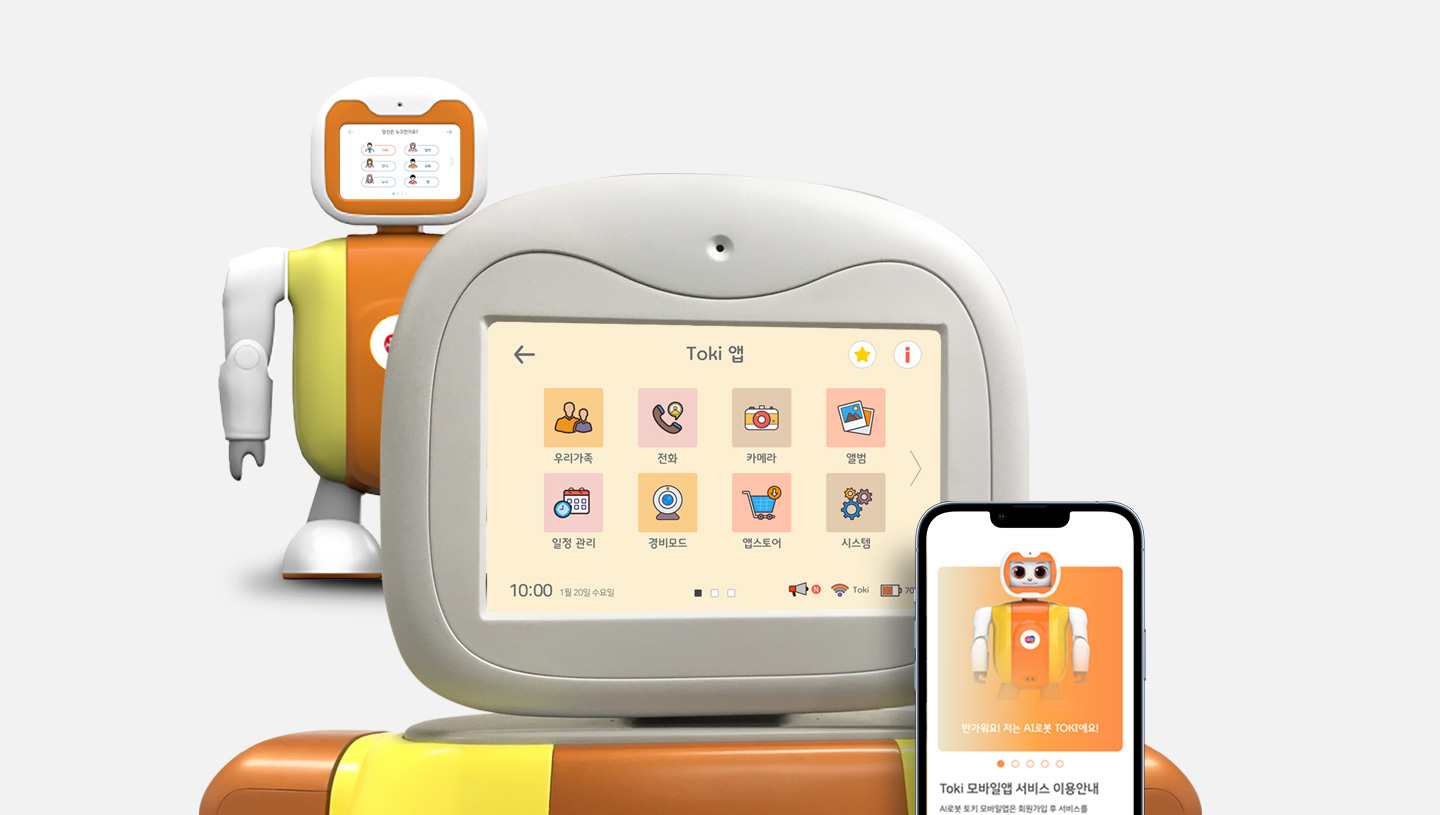 당신은 누구인가요?
Toki 앱
우리가족 전화 카메라 앨범
일정 관리 경비모드 앱스토어 시스템
10:00 1월 20일 수요일 N Toki 70
반가워요! 저는 AI로봇 TOKI에요!
Toki 모바일앱 서비스 이용안내
AI로봇 토키 모바일앱은 회원가입 후 서비스를